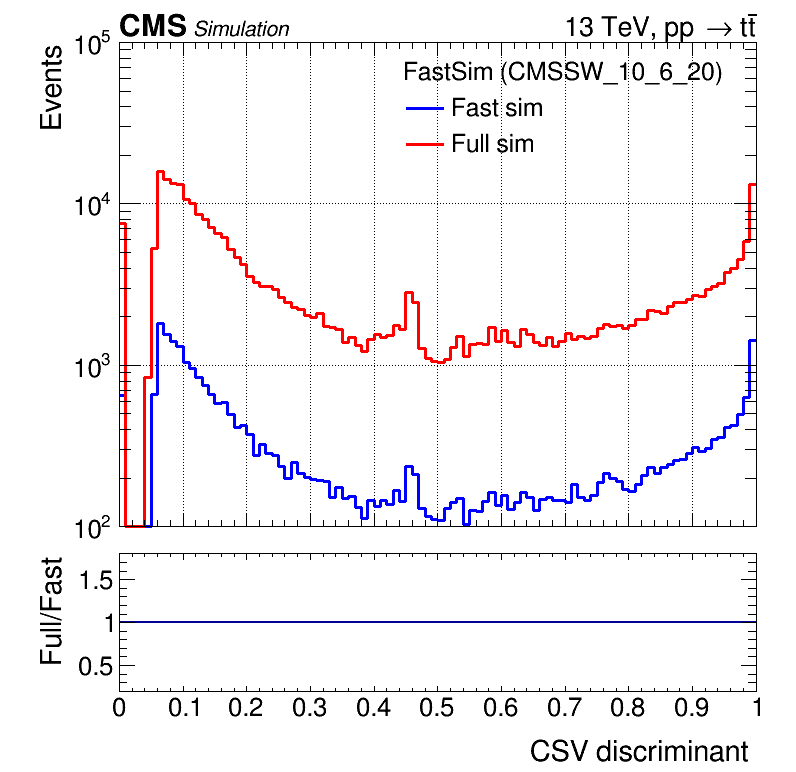 CMS Simulation 13 TeV, pp → tt̄
Events
10^5
10^4
10^3
10^2
FastSim (CMSSW_10_6_20)
Fast sim
Full sim
Full/Fast
1.5
1
0.5
0 0.1 0.2 0.3 0.4 0.5 0.6 0.7 0.8 0.9 1
CSV discriminant